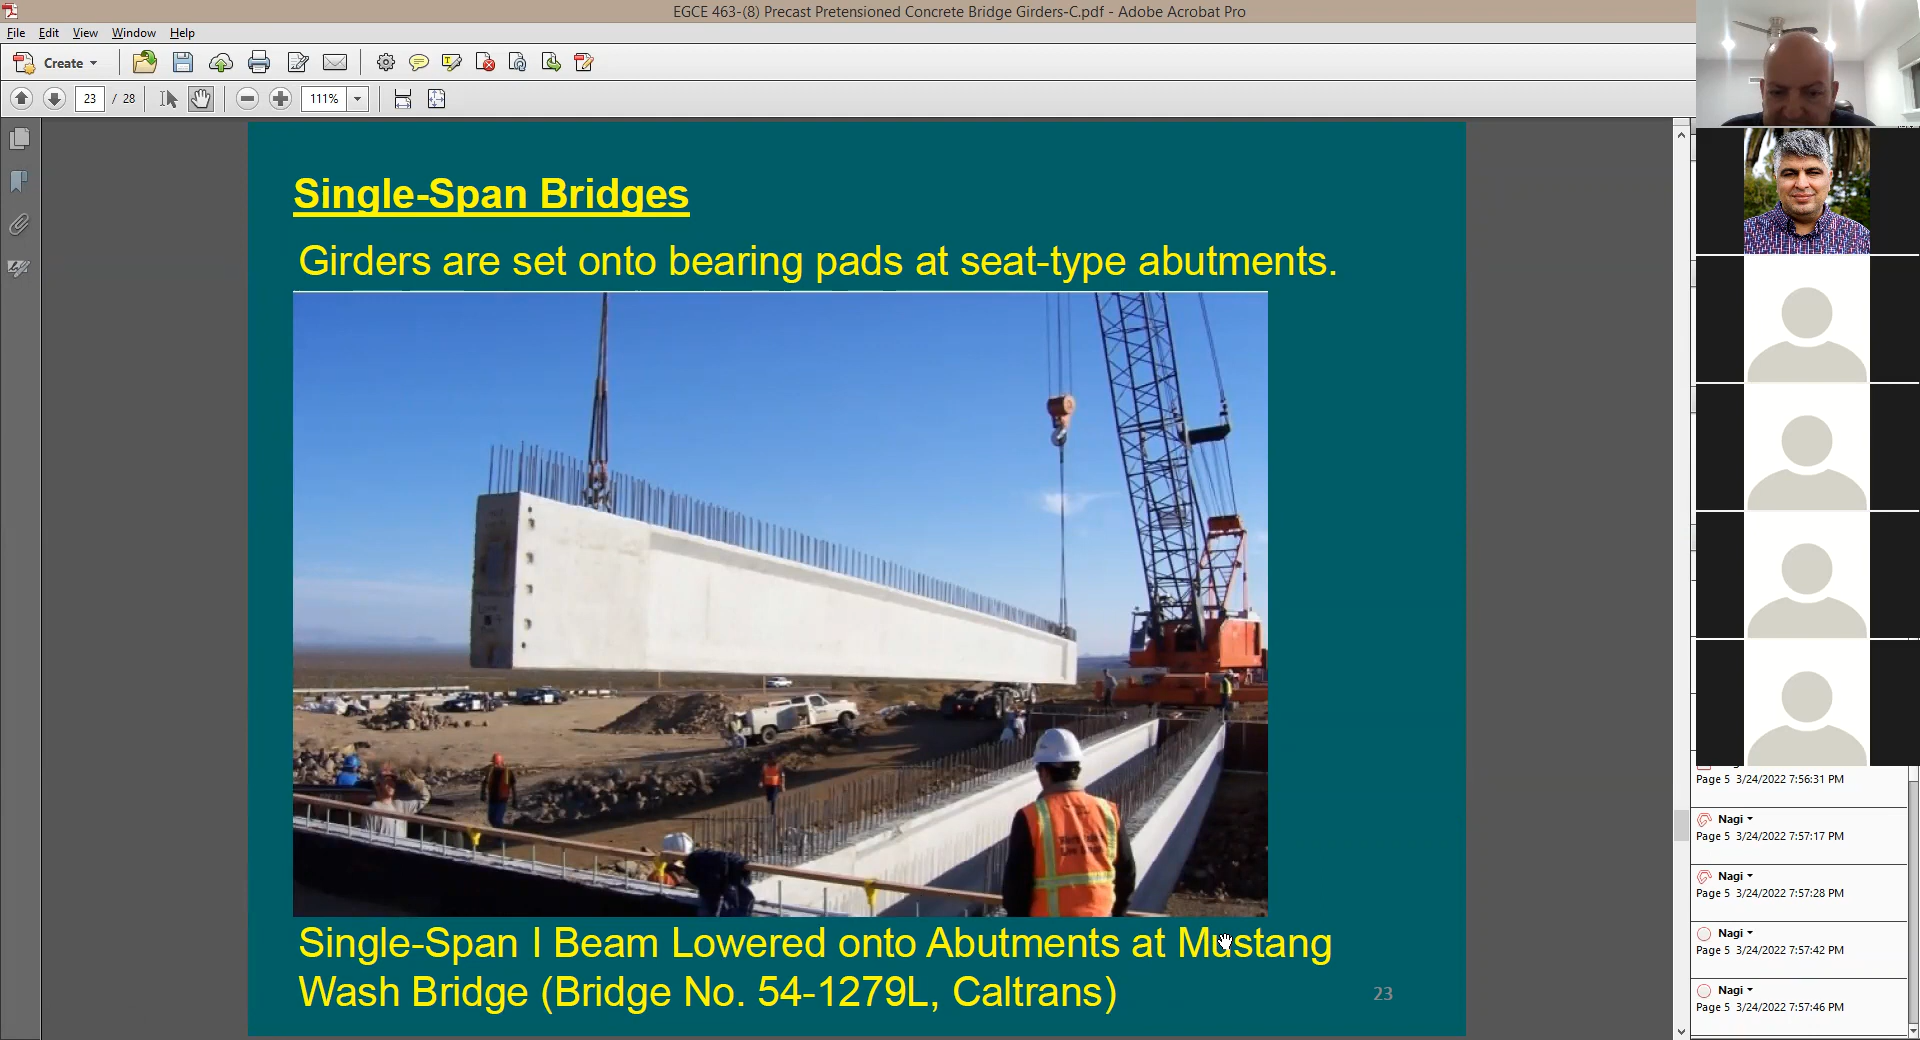 EGCE 463-(8) Precast Pretensioned Concrete Bridge Girders-C.pdf - Adobe Acrobat Pro
File Edit View Window Help
Create
23 / 28 111%
Single-Span Bridges
Girders are set onto bearing pads at seat-type abutments.
Single-Span I Beam Lowered onto Abutments at Mustang
Wash Bridge (Bridge No. 54-1279L, Caltrans)
23
Page 5 3/24/2022 7:56:31 PM
Nagi
Page 5 3/24/2022 7:57:17 PM
Nagi
Page 5 3/24/2022 7:57:28 PM
Nagi
Page 5 3/24/2022 7:57:42 PM
Nagi
Page 5 3/24/2022 7:57:46 PM